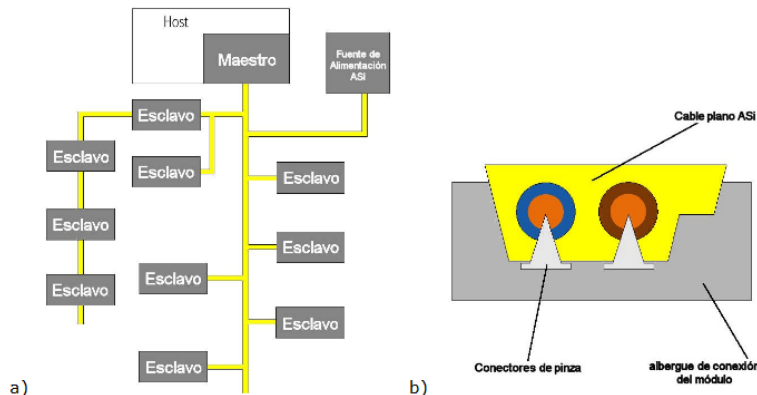 Host
Maestro
Fuente de
Alimentación
ASi
Esclavo
Esclavo
Esclavo
Esclavo
Esclavo
Esclavo
Esclavo
Esclavo
Esclavo
Esclavo
a)
Cable plano ASi
Conectores de pinza
albergue de conexión
del módulo
b)